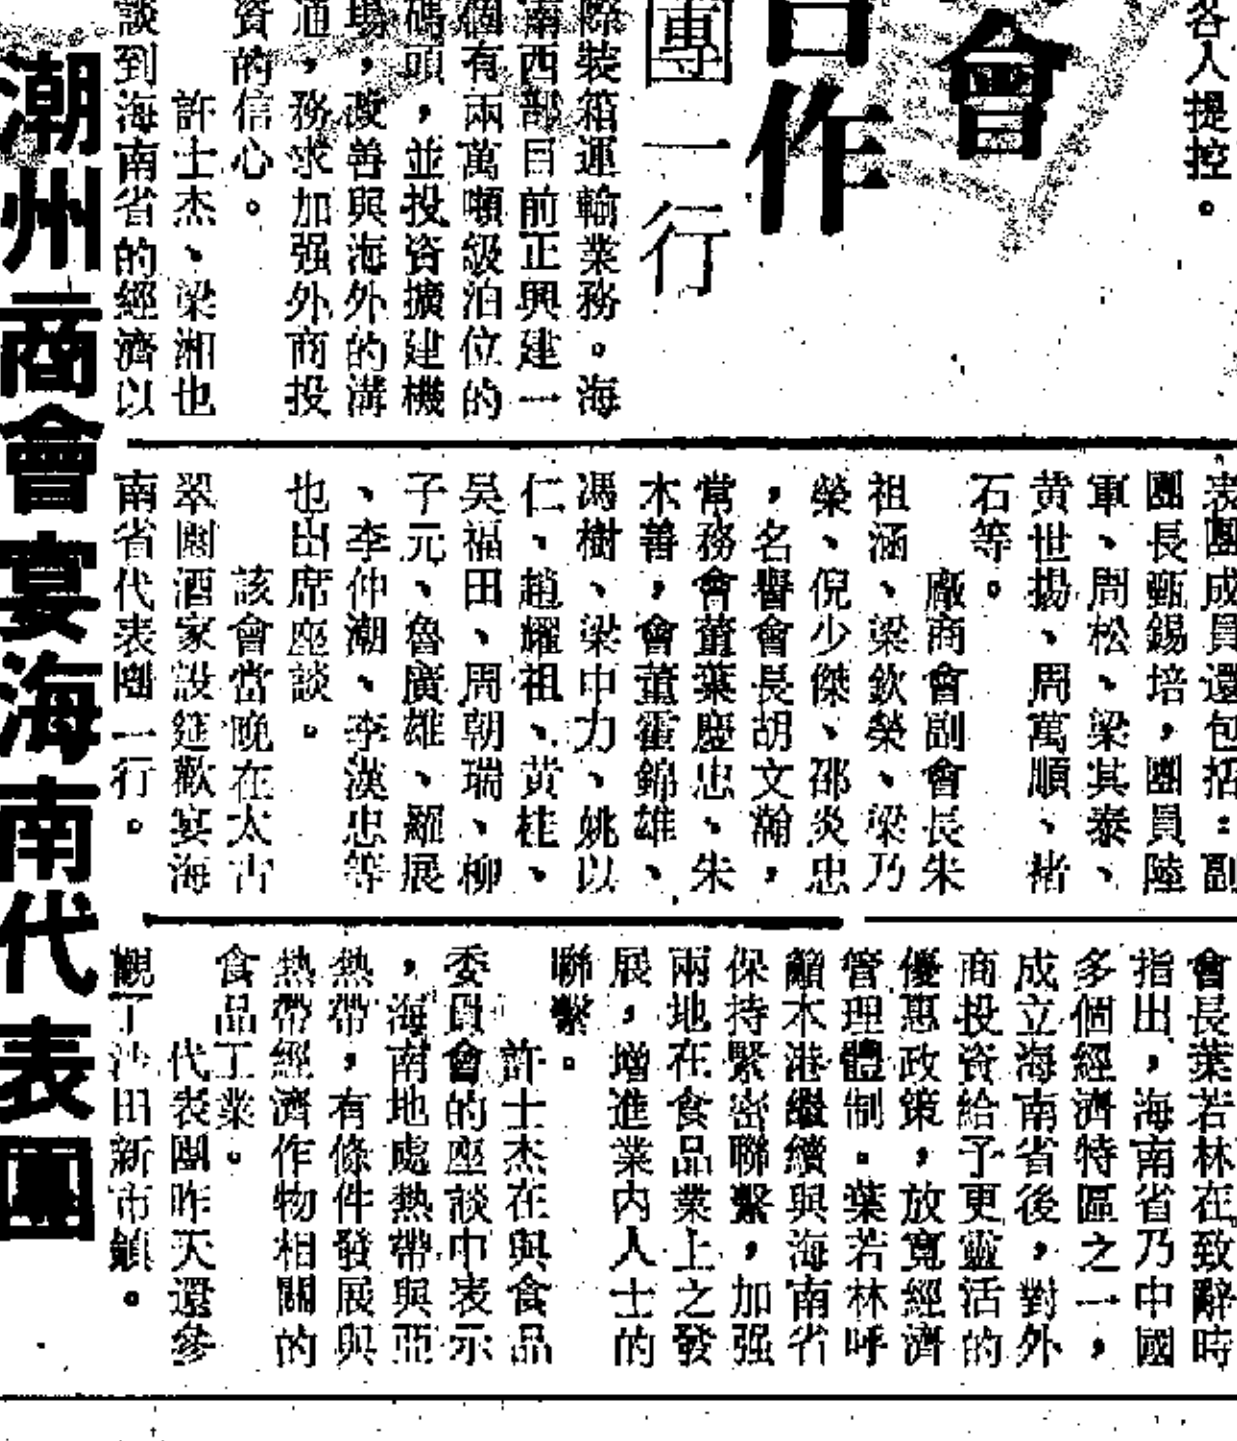 各人提控。
會
合作
團一行
際裝箱運輸業務。海
南西部目前正興建一
個有兩萬噸級泊位的
碼頭，並投資擴建機
場，改善與海外的溝
通，務求加强外商投
資的信心。
許士杰、梁湘也
談到海南省的經濟以
表團成員還包括：副
團長甄錫培，團員陸
軍、周松、梁其泰、
黄世揚、周萬順、褚
石等。
廠商會副會長朱
祖涵、梁欽榮、梁乃
榮、倪少傑、邵炎忠
，名譽會長胡文瀚，
常務會董葉慶忠、朱
木善，會董霍錦雄、
馮樹、梁中力、姚以
仁、趙耀祖、黄桂、
吴福田、周朝瑞、柳
子元、魯廣雄、羅展
、李仲潮、李漢忠等
也出席座談。
該會當晚在太古
翠園酒家設筵歡宴海
南省代表團一行。
會長葉若林在致辭時
指出，海南省乃中國
多個經濟特區之一，
成立海南省後，對外
商投資給予更靈活的
優惠政策，放寬經濟
管理體制。葉若林呼
籲本港繼續與海南省
保持緊密聯繫，加强
兩地在食品業上之發
展，增進業内人士的
聯繫。
許士杰在與食品
委員會的座談中表示
，海南地處熱帶與亞
熱帶，有條件發展與
熱帶經濟作物相關的
食品工業。
代表團昨天還參
觀了沙田新市鎮。
潮州商會宴海南代表團